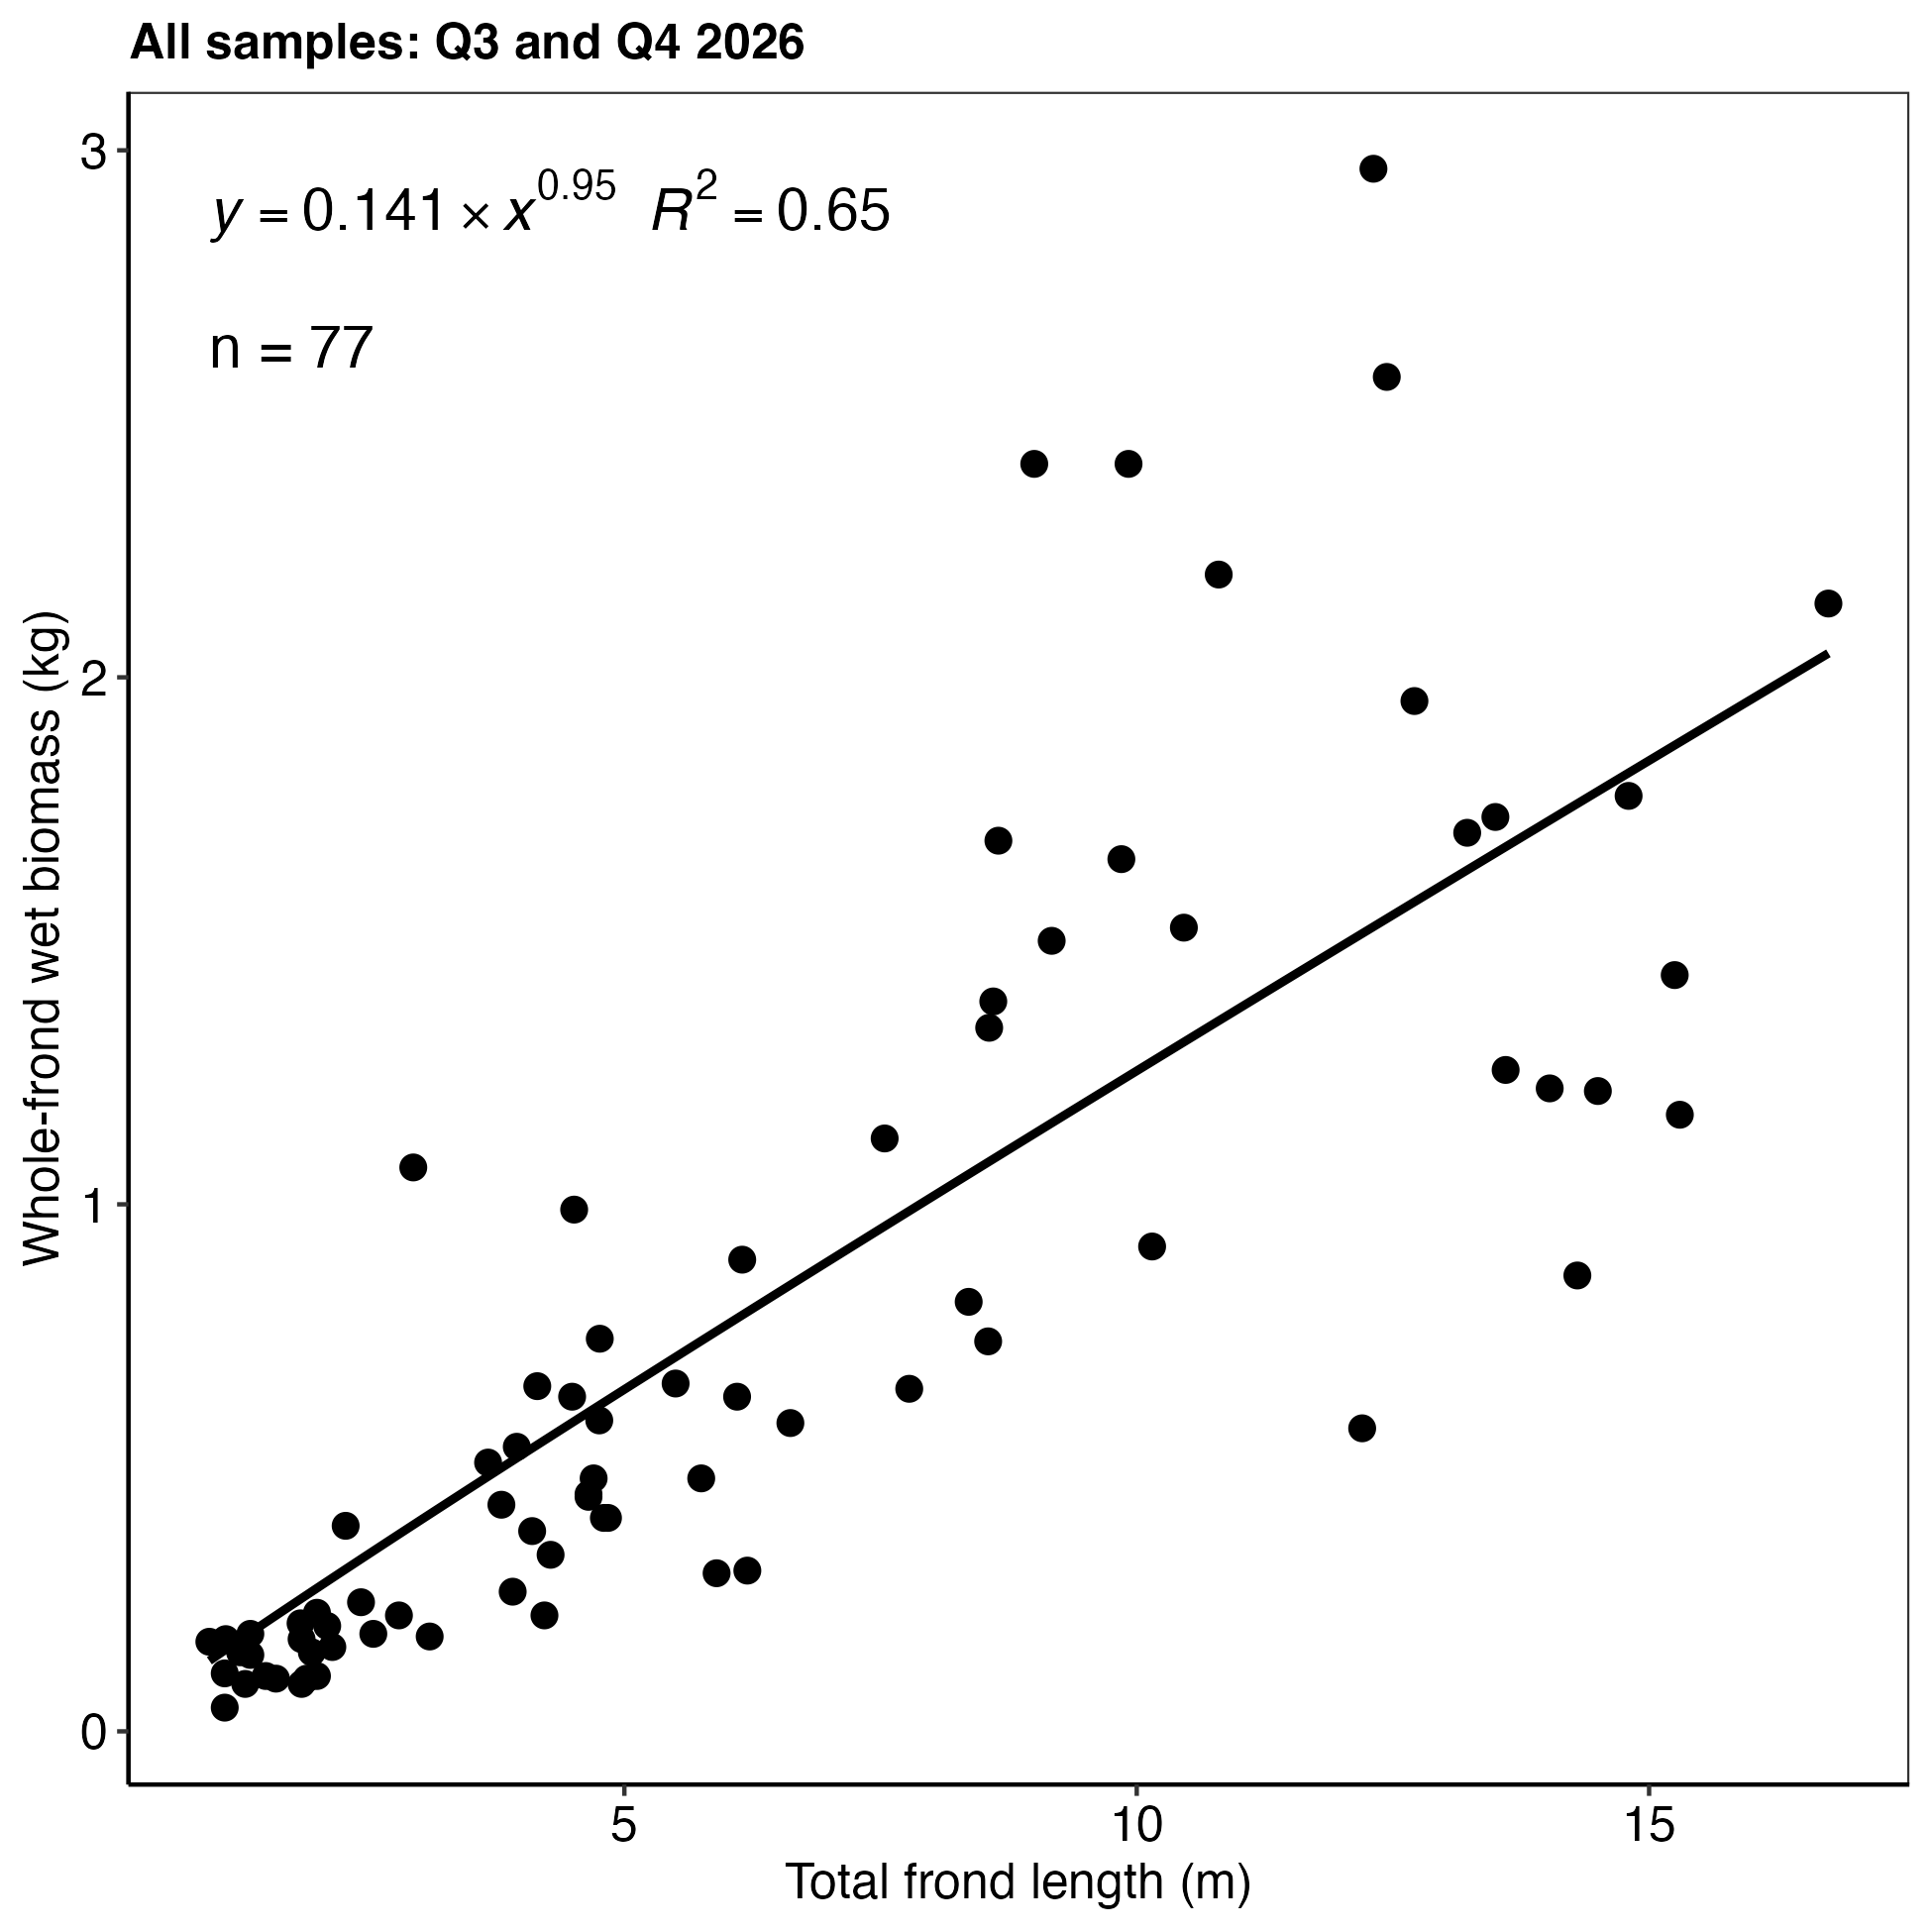 All samples: Q3 and Q4 2026
y = 0.141 × x^0.95 R^2 = 0.65
n = 77
Whole-frond wet biomass (kg)
3
2
1
0
5 10 15
Total frond length (m)